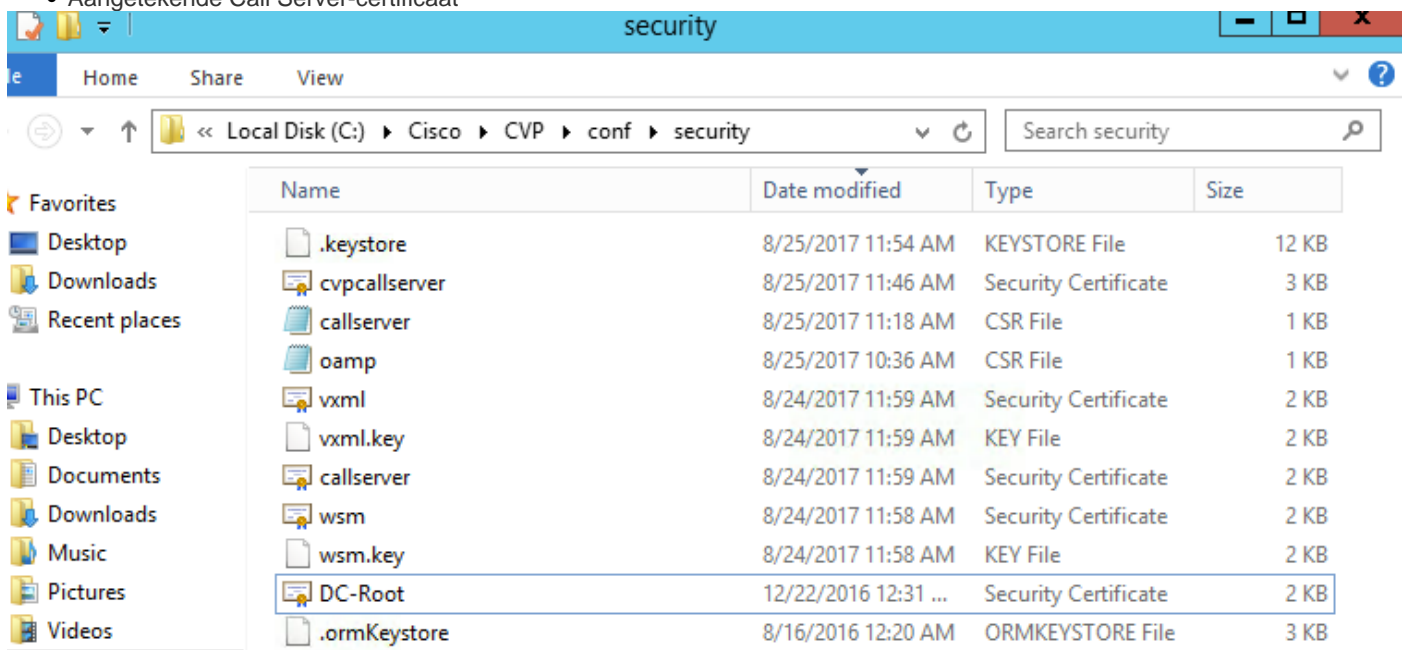 • Aangetekende Call Server-certificaat
security
le Home Share View
« Local Disk (C:) ▸ Cisco ▸ CVP ▸ conf ▸ security Search security
Favorites
Desktop
Downloads
Recent places
This PC
Desktop
Documents
Downloads
Music
Pictures
Videos
Name Date modified Type Size
.keystore 8/25/2017 11:54 AM KEYSTORE File 12 KB
cvpcallserver 8/25/2017 11:46 AM Security Certificate 3 KB
callserver 8/25/2017 11:18 AM CSR File 1 KB
oamp 8/25/2017 10:36 AM CSR File 1 KB
vxml 8/24/2017 11:59 AM Security Certificate 2 KB
vxml.key 8/24/2017 11:59 AM KEY File 2 KB
callserver 8/24/2017 11:59 AM Security Certificate 2 KB
wsm 8/24/2017 11:58 AM Security Certificate 2 KB
wsm.key 8/24/2017 11:58 AM KEY File 2 KB
DC-Root 12/22/2016 12:31 ... Security Certificate 2 KB
.ormKeystore 8/16/2016 12:20 AM ORMKEYSTORE File 3 KB